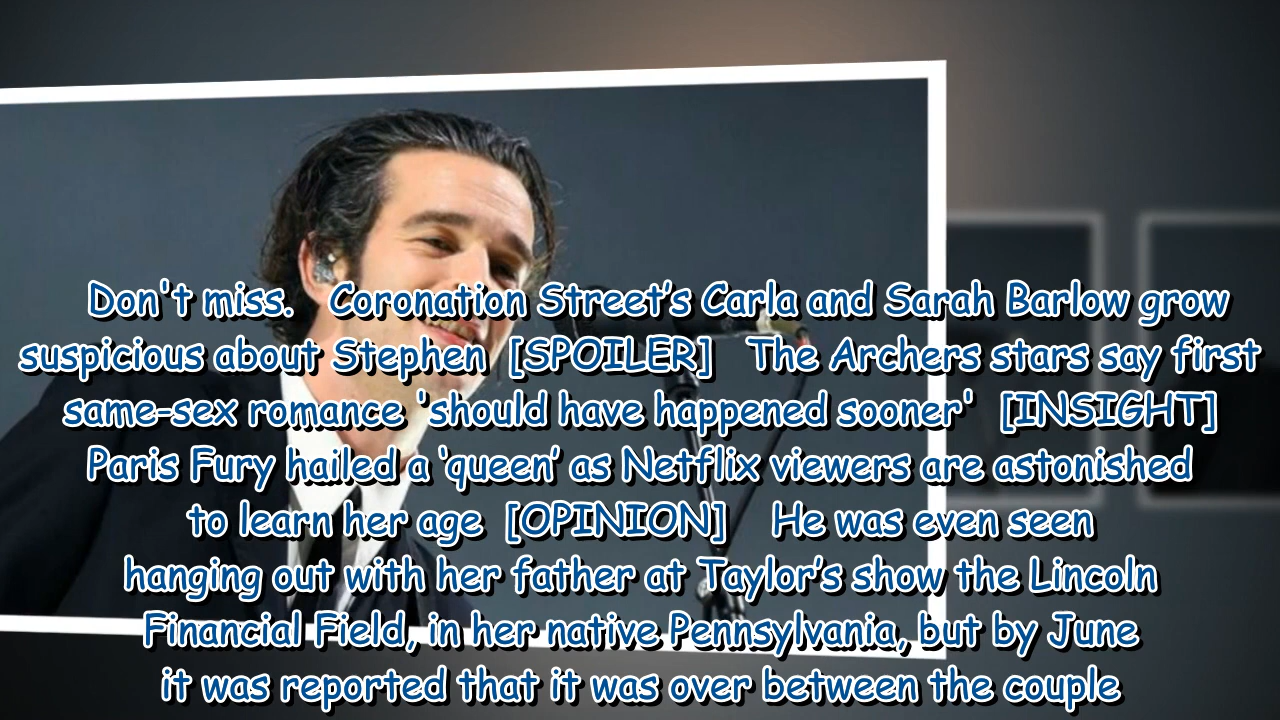 Don't miss. Coronation Street’s Carla and Sarah Barlow grow
suspicious about Stephen [SPOILER] The Archers stars say first
same-sex romance 'should have happened sooner' [INSIGHT]
Paris Fury hailed a ‘queen’ as Netflix viewers are astonished
to learn her age [OPINION] He was even seen
hanging out with her father at Taylor’s show the Lincoln
Financial Field, in her native Pennsylvania, but by June
it was reported that it was over between the couple